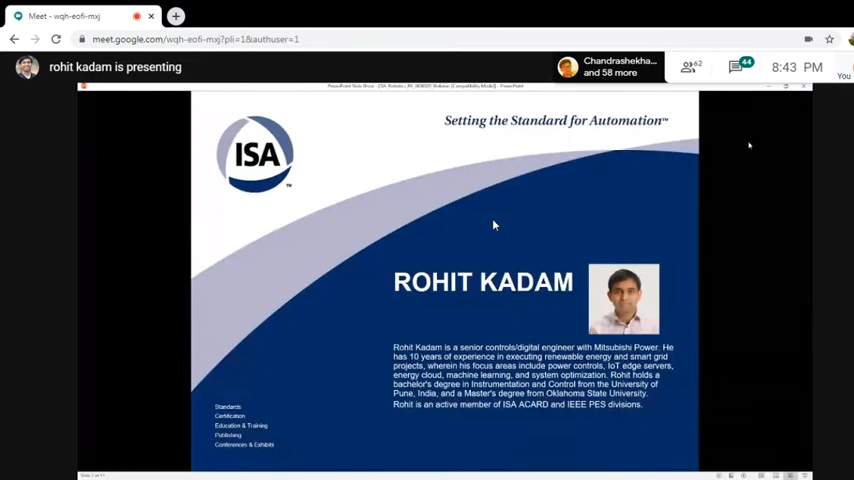 Meet - wqh-eofi-mxj
meet.google.com/wqh-eofi-mxj?pli=1&authuser=1
rohit kadam is presenting
Chandrashekha...
and 58 more
62
44
8:43 PM
You
Setting the Standard for Automation™
ISA
TM
ROHIT KADAM
Rohit Kadam is a senior controls/digital engineer with Mitsubishi Power. He
has 10 years of experience in executing renewable energy and smart grid
projects, wherein his focus areas include power controls, IoT edge servers,
energy cloud, machine learning, and system optimization. Rohit holds a
bachelor's degree in Instrumentation and Control from the University of
Pune, India, and a Master's degree from Oklahoma State University.
Rohit is an active member of ISA ACARD and IEEE PES divisions.
Standards
Certification
Education & Training
Publishing
Conferences & Exhibits